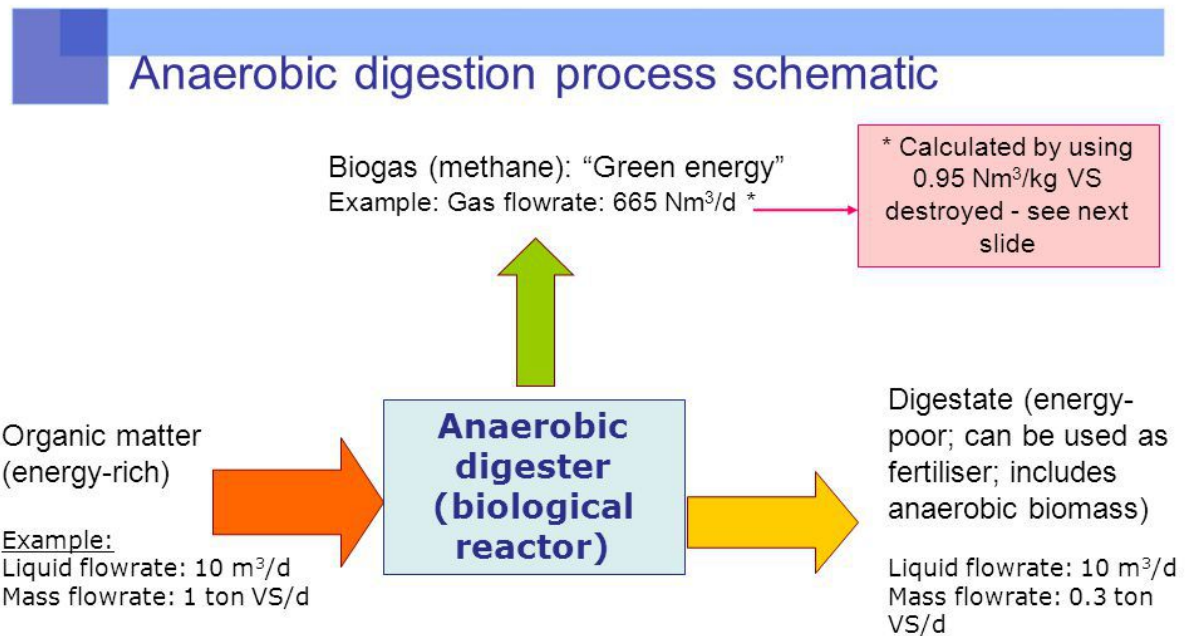 Anaerobic digestion process schematic
Biogas (methane): “Green energy”
Example: Gas flowrate: 665 Nm³/d *
* Calculated by using
0.95 Nm³/kg VS
destroyed - see next
slide
Organic matter
(energy-rich)
Example:
Liquid flowrate: 10 m³/d
Mass flowrate: 1 ton VS/d
Anaerobic
digester
(biological
reactor)
Digestate (energy-
poor; can be used as
fertiliser; includes
anaerobic biomass)
Liquid flowrate: 10 m³/d
Mass flowrate: 0.3 ton
VS/d